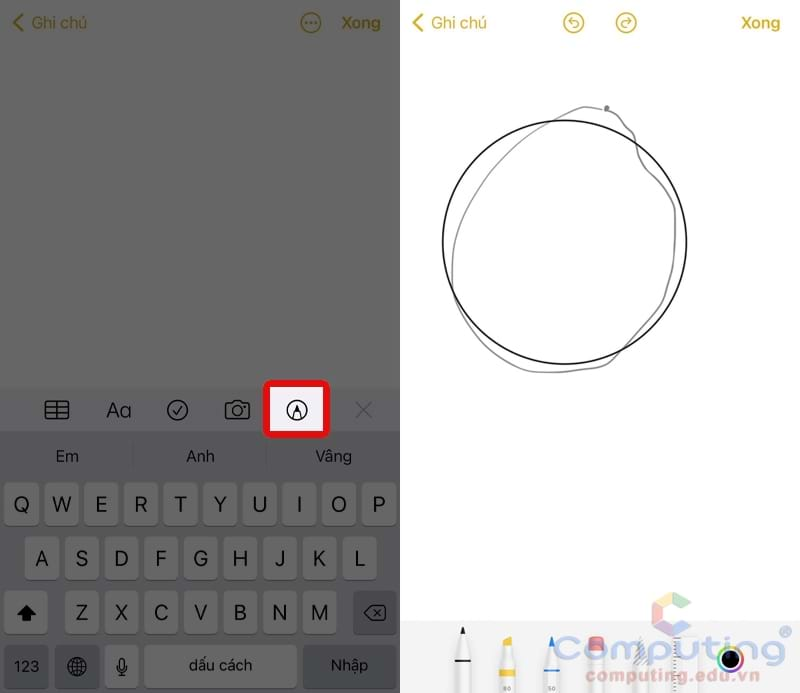 Ghi chú
Xong
Aa
Em
Anh
Vâng
Q W E R T Y U I O P
A S D F G H J K L
Z X C V B N M
123
dấu cách
Nhập
Ghi chú
Xong
80
50
Computing®
computing.edu.vn